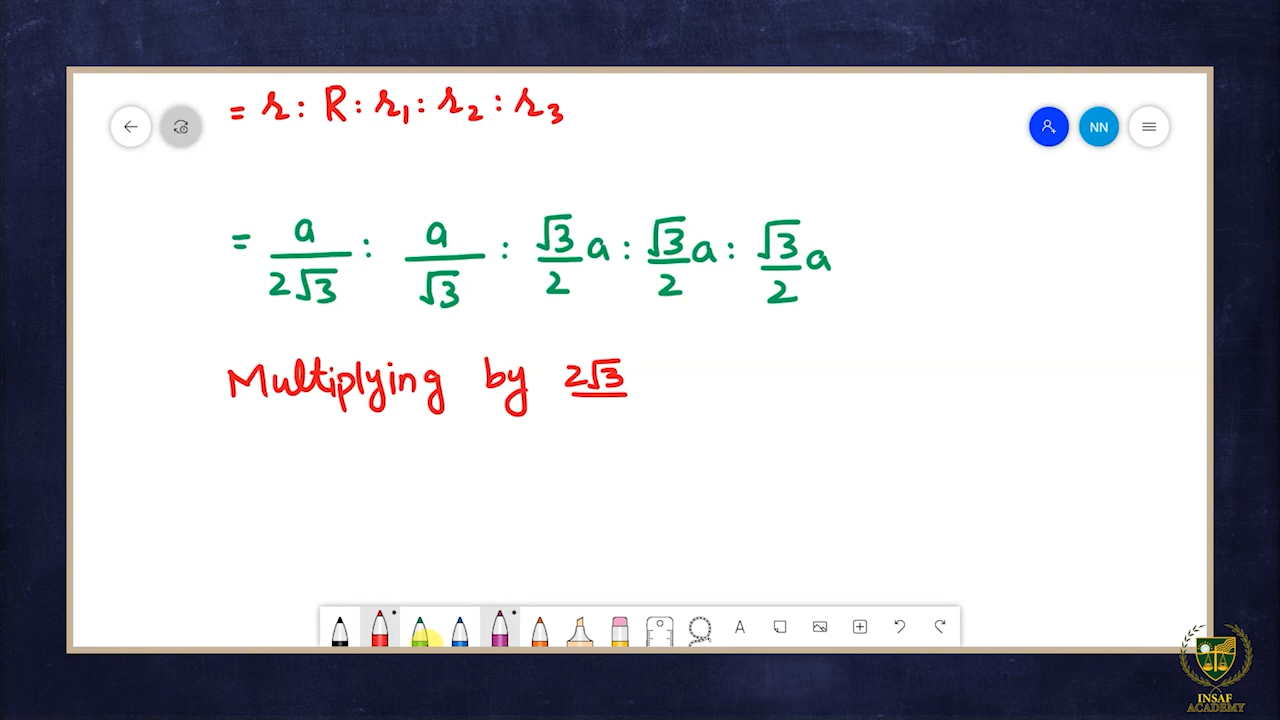 = r : R : r₁ : r₂ : r₃
NN
= a/2√3 : a/√3 : √3/2 a : √3/2 a : √3/2 a
Multiplying by 2√3
A
INSAF
ACADEMY